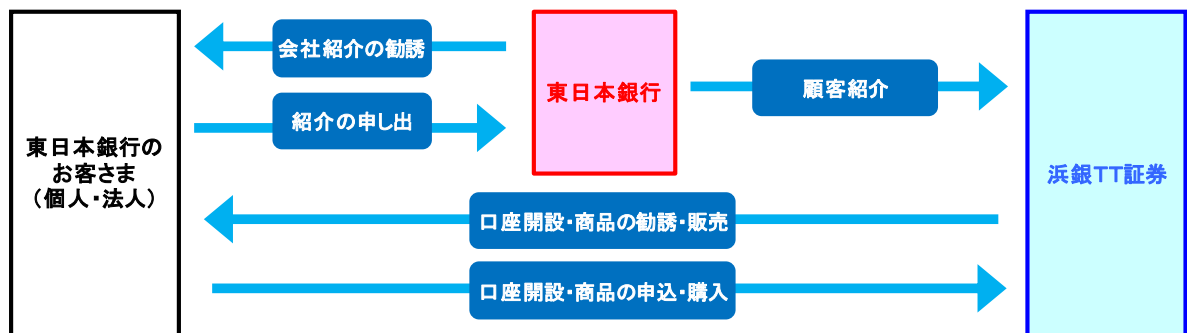 会社紹介の勧誘
東日本銀行
顧客紹介
紹介の申し出
東日本銀行の
お客さま
（個人・法人）
浜銀TT証券
口座開設・商品の勧誘・販売
口座開設・商品の申込・購入